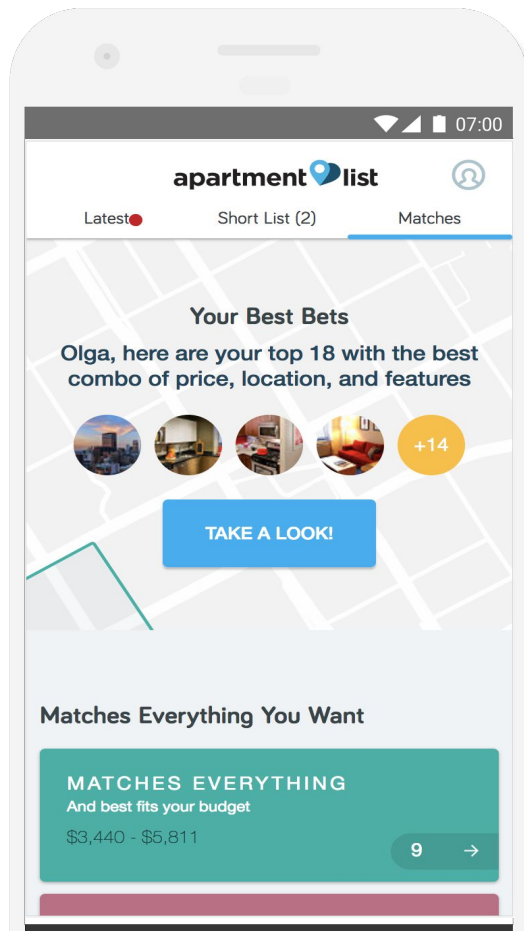 07:00
apartment list
Latest
Short List (2)
Matches
Your Best Bets
Olga, here are your top 18 with the best
combo of price, location, and features
+14
TAKE A LOOK!
Matches Everything You Want
MATCHES EVERYTHING
And best fits your budget
$3,440 - $5,811
9